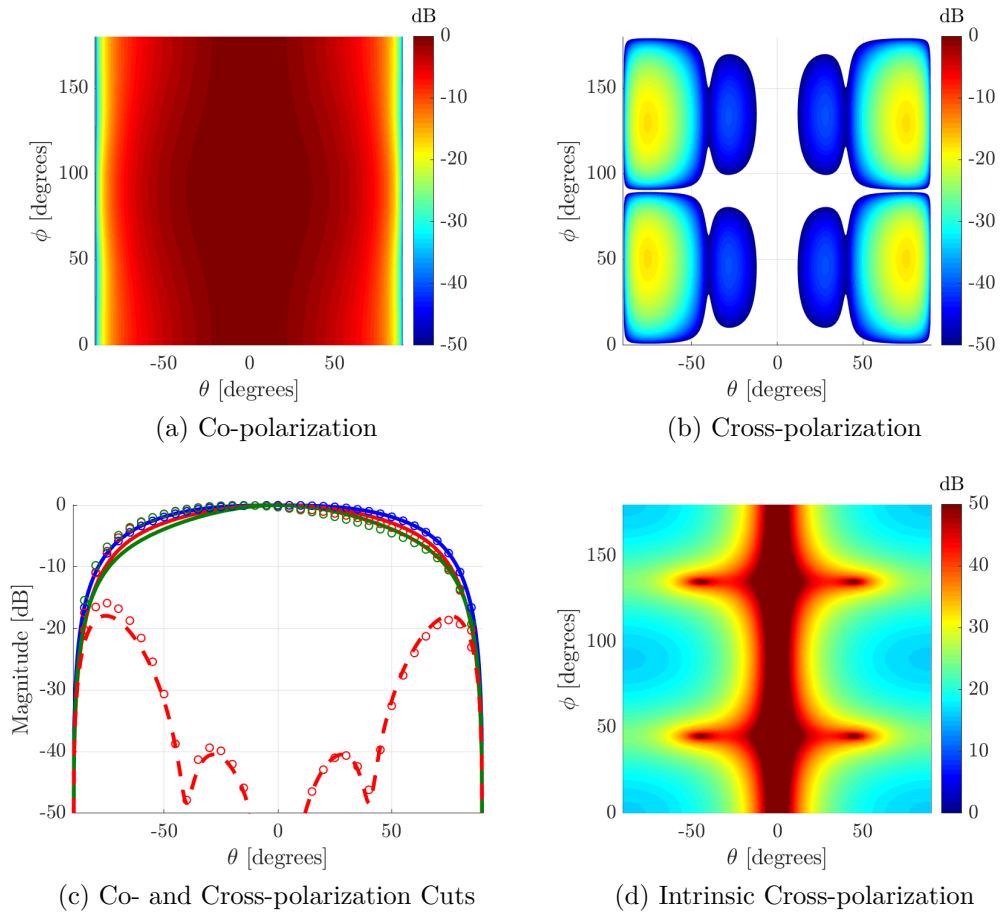 dB
0
-10
-20
-30
-40
-50
150
100
50
0
ϕ [degrees]
-50 0 50
θ [degrees]
(a) Co-polarization
dB
0
-10
-20
-30
-40
-50
150
100
50
0
ϕ [degrees]
-50 0 50
θ [degrees]
(b) Cross-polarization
0
-10
-20
-30
-40
-50
Magnitude [dB]
-50 0 50
θ [degrees]
(c) Co- and Cross-polarization Cuts
dB
50
40
30
20
10
0
150
100
50
0
ϕ [degrees]
-50 0 50
θ [degrees]
(d) Intrinsic Cross-polarization